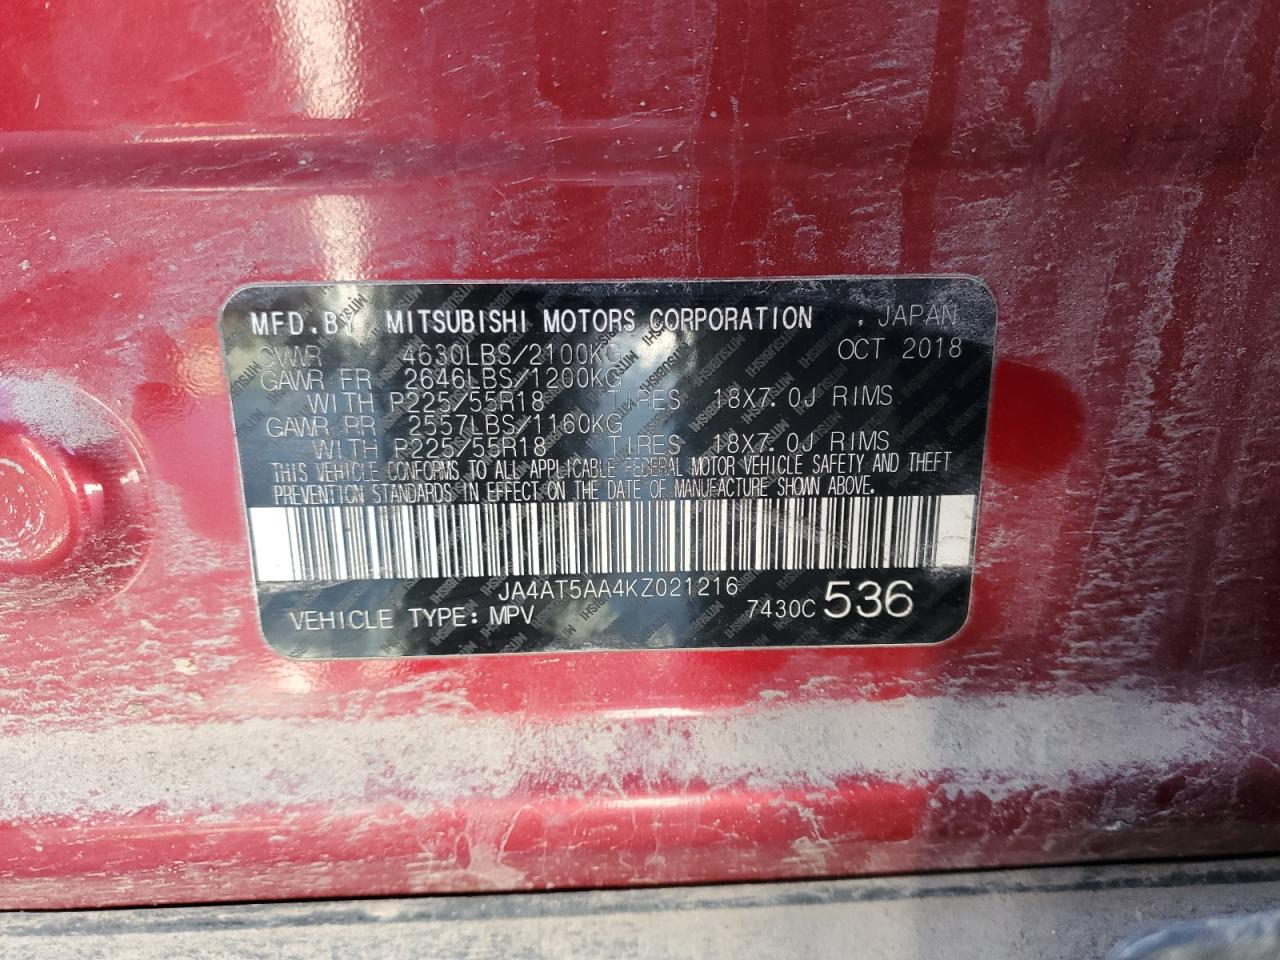 MFD.BY MITSUBISHI MOTORS CORPORATION , JAPAN
GVWR 4630LBS/2100KG OCT 2018
GAWR FR 2646LBS/1200KG
WITH P225/55R18 TIRES 18X7.0J RIMS
GAWR RR 2557LBS/1160KG
WITH P225/55R18 TIRES 18X7.0J RIMS
THIS VEHICLE CONFORMS TO ALL APPLICABLE FEDERAL MOTOR VEHICLE SAFETY AND THEFT
PREVENTION STANDARDS IN EFFECT ON THE DATE OF MANUFACTURE SHOWN ABOVE.
JA4AT5AA4KZ021216
VEHICLE TYPE: MPV 7430C 536